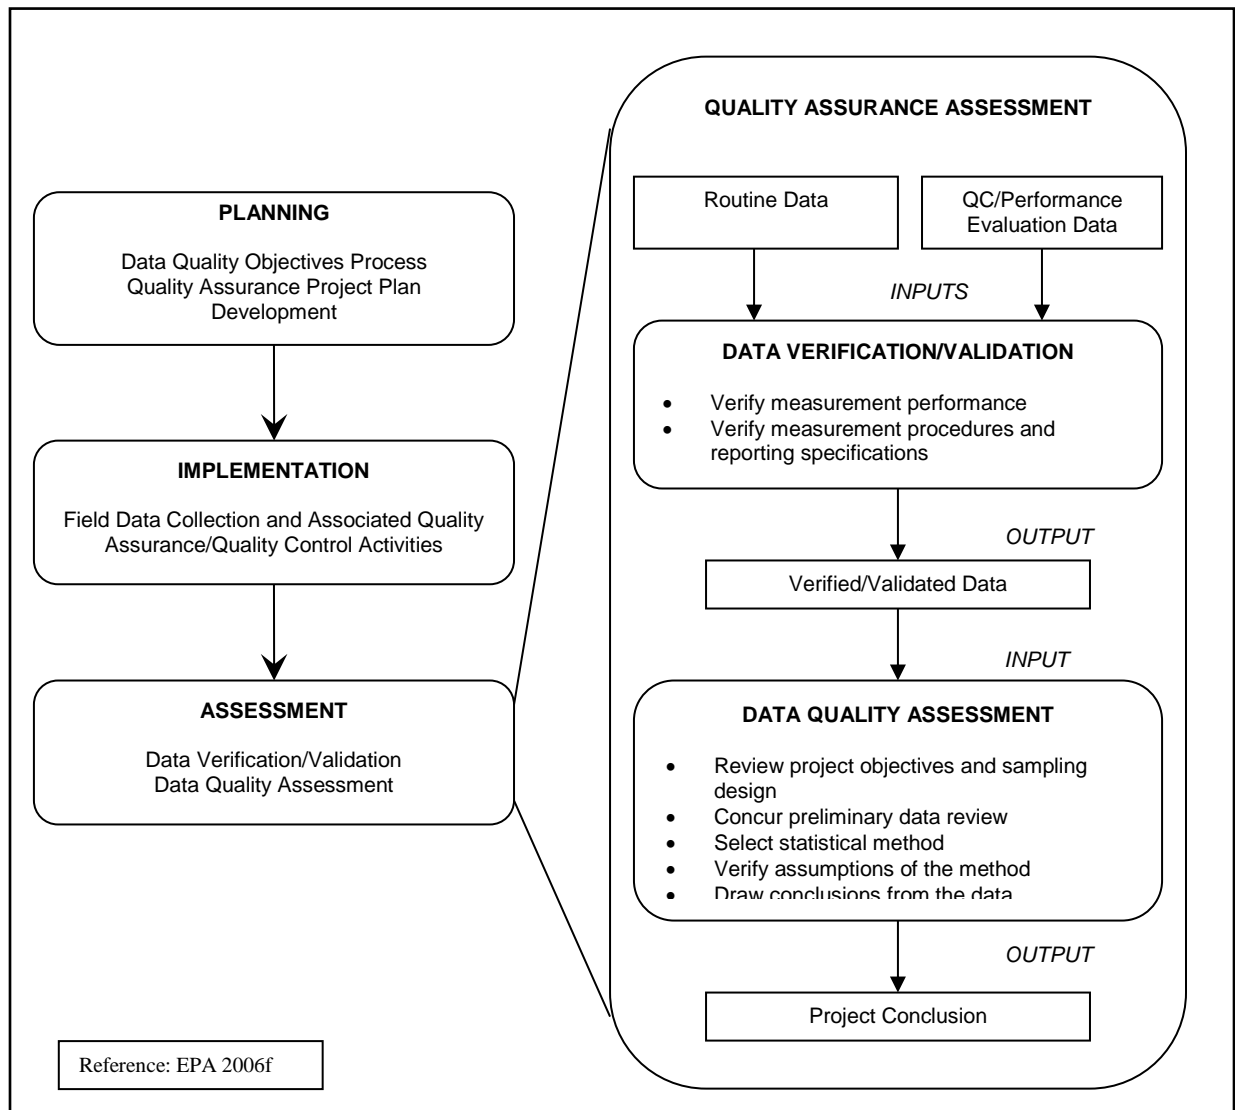 PLANNING
Data Quality Objectives Process
Quality Assurance Project Plan
Development
IMPLEMENTATION
Field Data Collection and Associated Quality
Assurance/Quality Control Activities
ASSESSMENT
Data Verification/Validation
Data Quality Assessment
Reference: EPA 2006f
QUALITY ASSURANCE ASSESSMENT
Routine Data
QC/Performance
Evaluation Data
INPUTS
DATA VERIFICATION/VALIDATION
• Verify measurement performance
• Verify measurement procedures and
reporting specifications
OUTPUT
Verified/Validated Data
INPUT
DATA QUALITY ASSESSMENT
• Review project objectives and sampling
design
• Concur preliminary data review
• Select statistical method
• Verify assumptions of the method
• Draw conclusions from the data
OUTPUT
Project Conclusion